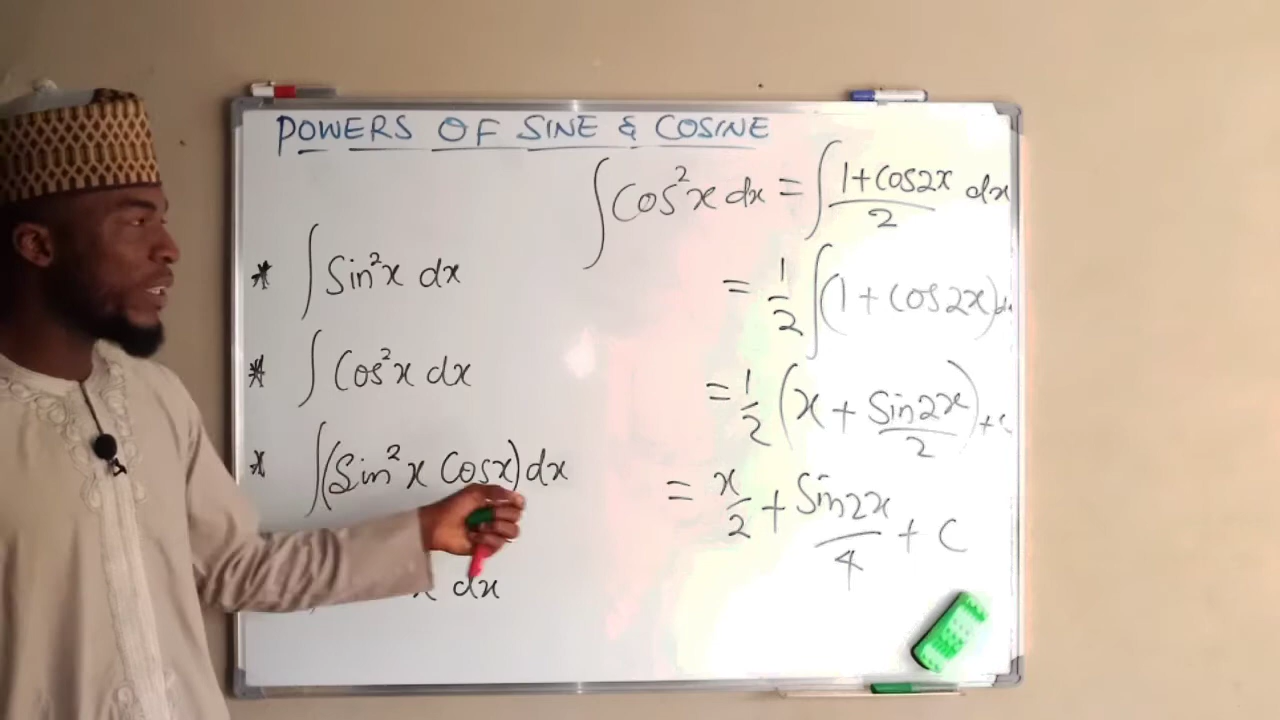 POWERS OF SINE & COSINE
* ∫ Sin²x dx
* ∫ Cos²x dx
* ∫(Sin²x Cosx)dx
x dx
∫Cos²x dx = ∫ 1+Cos2x/2 dx
= 1/2 ∫(1 + Cos2x)dx
= 1/2 (x + Sin2x/2) + C
= x/2 + Sin2x/4 + C